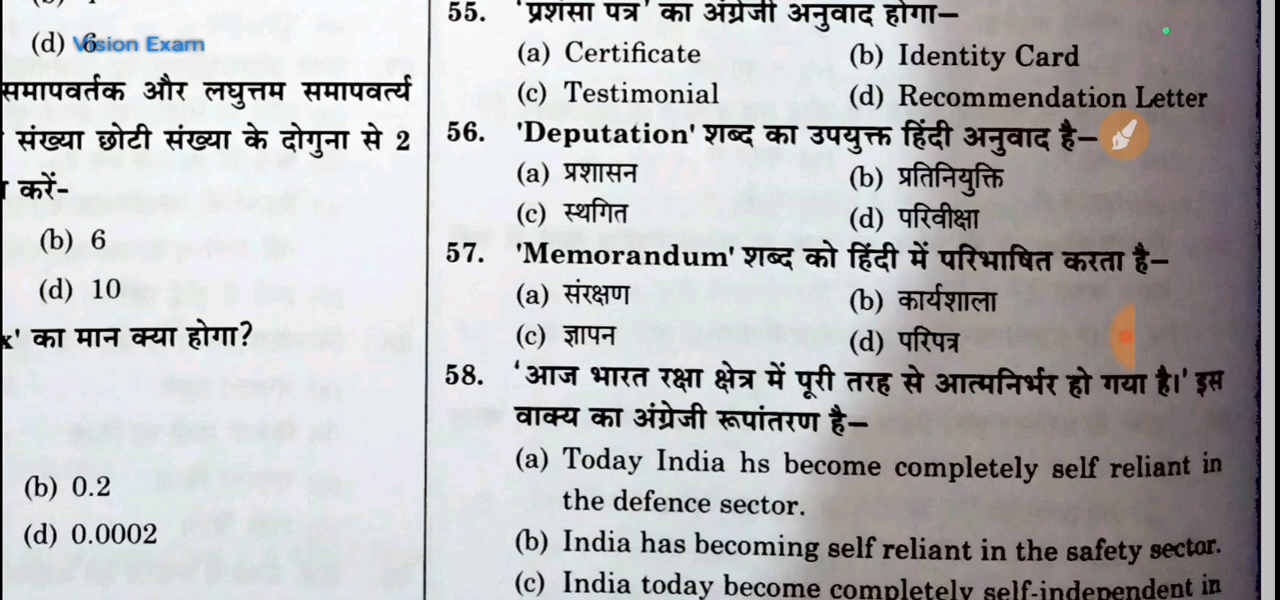 (d) 6
Vision Exam
समापवर्तक और लघुत्तम समापवर्त्य
संख्या छोटी संख्या के दोगुना से 2
करें-
(b) 6
(d) 10
x' का मान क्या होगा?
(b) 0.2
(d) 0.0002
55. 'प्रशंसा पत्र' का अंग्रेजी अनुवाद होगा–
(a) Certificate (b) Identity Card
(c) Testimonial (d) Recommendation Letter
56. 'Deputation' शब्द का उपयुक्त हिंदी अनुवाद है–
(a) प्रशासन (b) प्रतिनियुक्ति
(c) स्थगित (d) परिवीक्षा
57. 'Memorandum' शब्द को हिंदी में परिभाषित करता है–
(a) संरक्षण (b) कार्यशाला
(c) ज्ञापन (d) परिपत्र
58. 'आज भारत रक्षा क्षेत्र में पूरी तरह से आत्मनिर्भर हो गया है।' इस
वाक्य का अंग्रेजी रूपांतरण है–
(a) Today India hs become completely self reliant in
the defence sector.
(b) India has becoming self reliant in the safety sector.
(c) India today become completely self-independent in